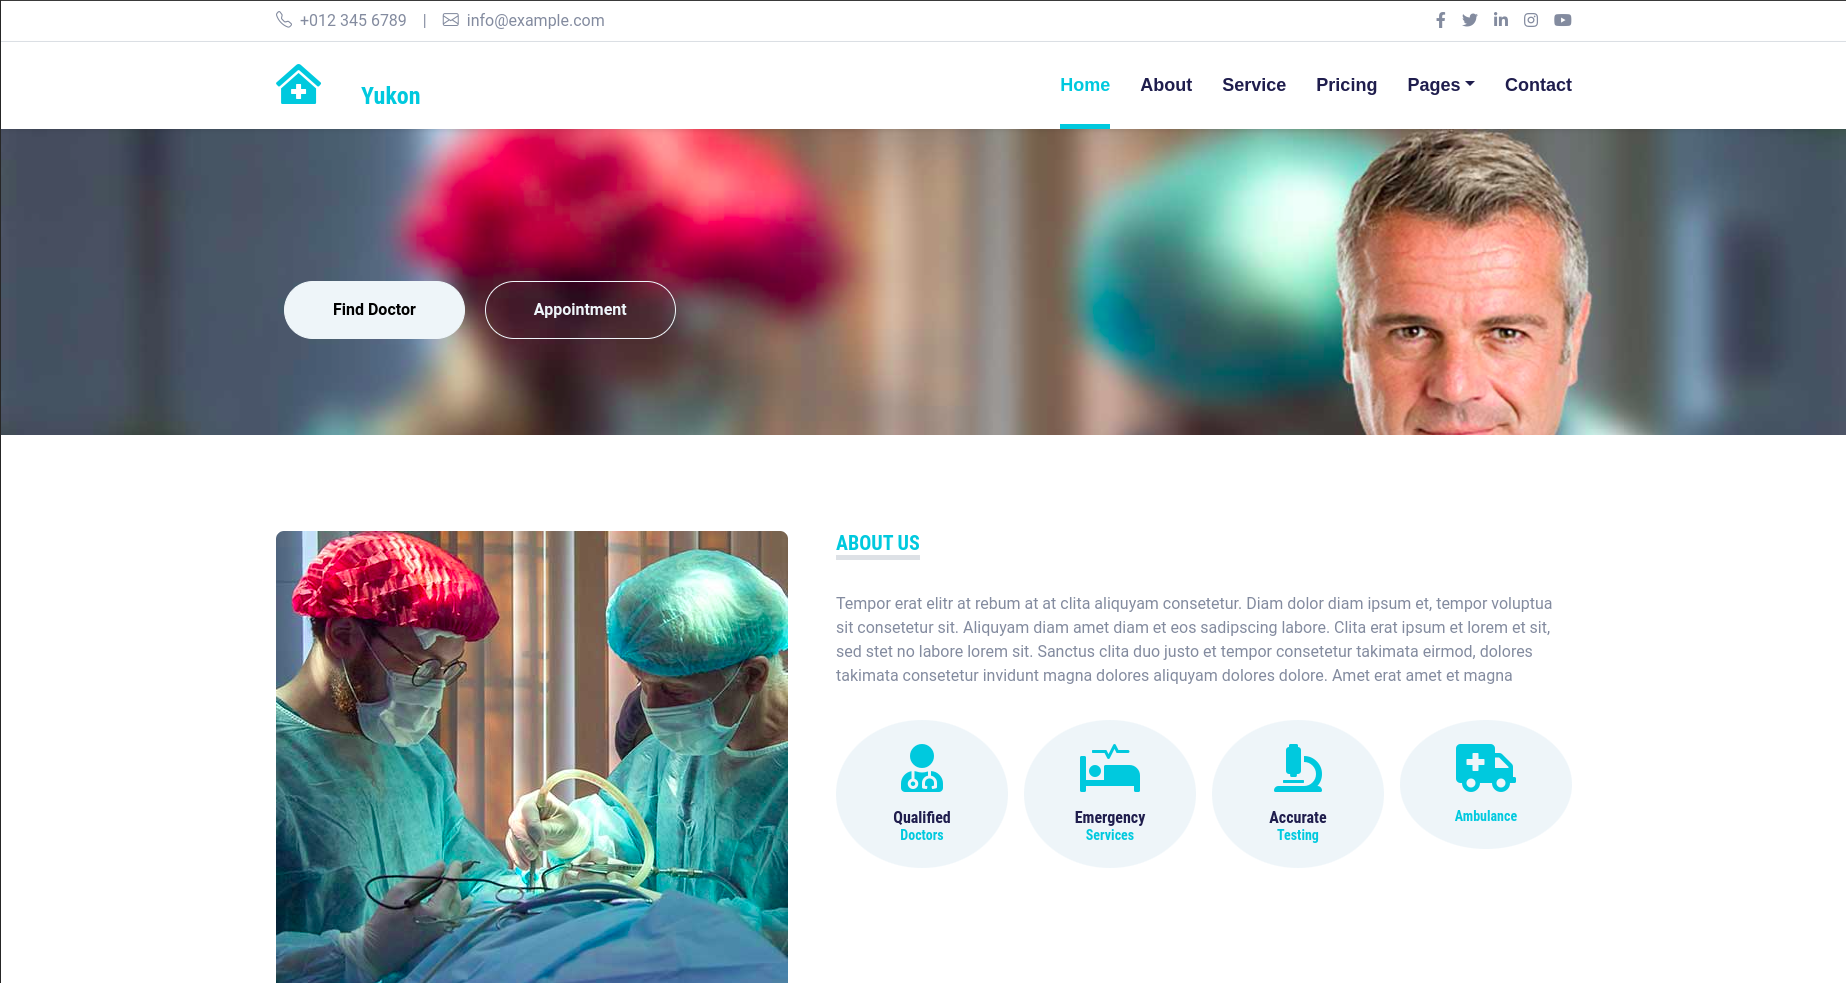 +012 345 6789 | info@example.com
Yukon
Home About Service Pricing Pages Contact
Find Doctor Appointment
ABOUT US
Tempor erat elitr at rebum at at clita aliquyam consetetur. Diam dolor diam ipsum et, tempor voluptua
sit consetetur sit. Aliquyam diam amet diam et eos sadipscing labore. Clita erat ipsum et lorem et sit,
sed stet no labore lorem sit. Sanctus clita duo justo et tempor consetetur takimata eirmod, dolores
takimata consetetur invidunt magna dolores aliquyam dolores dolore. Amet erat amet et magna
Qualified
Doctors
Emergency
Services
Accurate
Testing
Ambulance